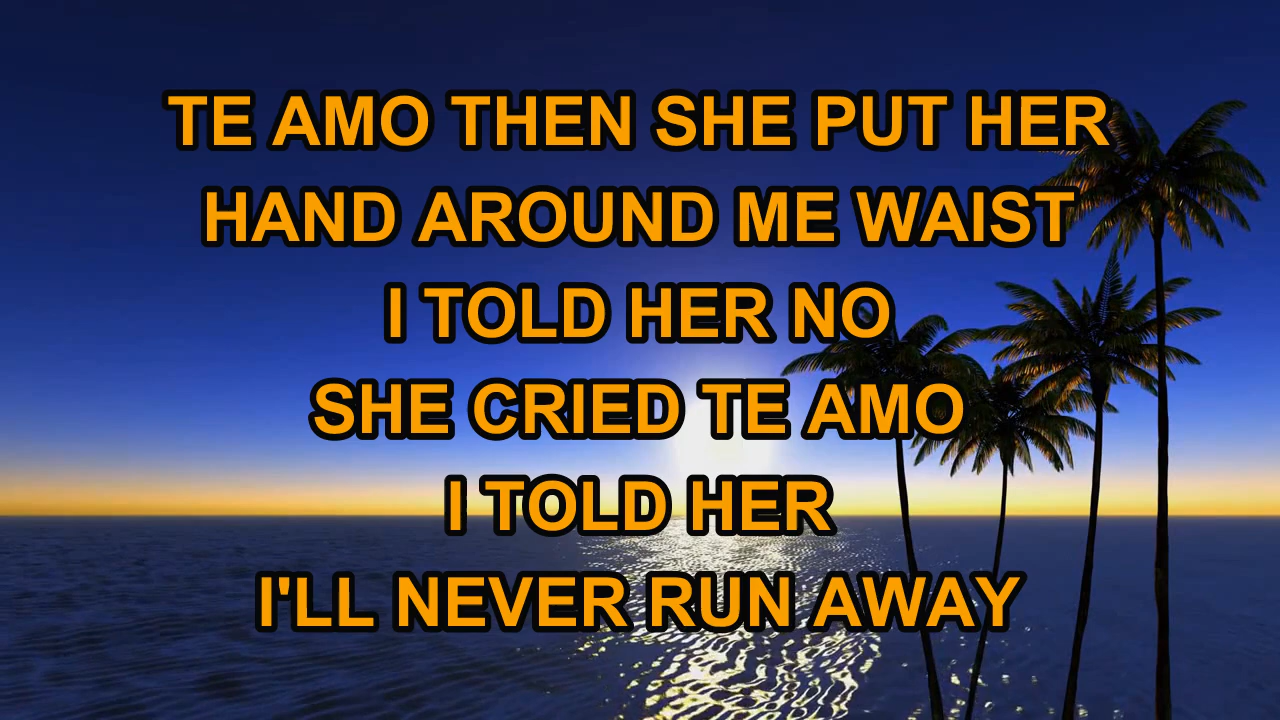 TE AMO THEN SHE PUT HER
HAND AROUND ME WAIST
I TOLD HER NO
SHE CRIED TE AMO
I TOLD HER
I'LL NEVER RUN AWAY